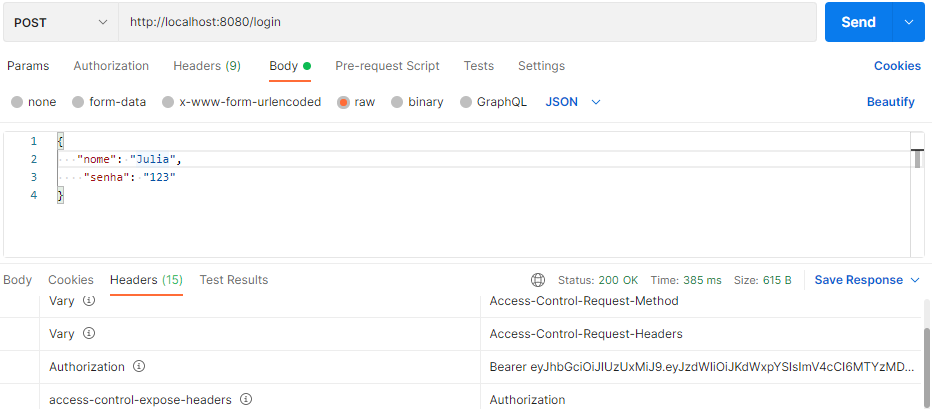 POST http://localhost:8080/login Send
Params Authorization Headers (9) Body Pre-request Script Tests Settings Cookies
none form-data x-www-form-urlencoded raw binary GraphQL JSON Beautify
1 {
2 "nome": "Julia",
3 "senha": "123"
4 }
Body Cookies Headers (15) Test Results Status: 200 OK Time: 385 ms Size: 615 B Save Response
Vary Access-Control-Request-Method
Vary Access-Control-Request-Headers
Authorization Bearer eyJhbGciOiJIUzUxMiJ9.eyJzdWIiOiJKdWxpYSIsImV4cCI6MTYzMD...
access-control-expose-headers Authorization